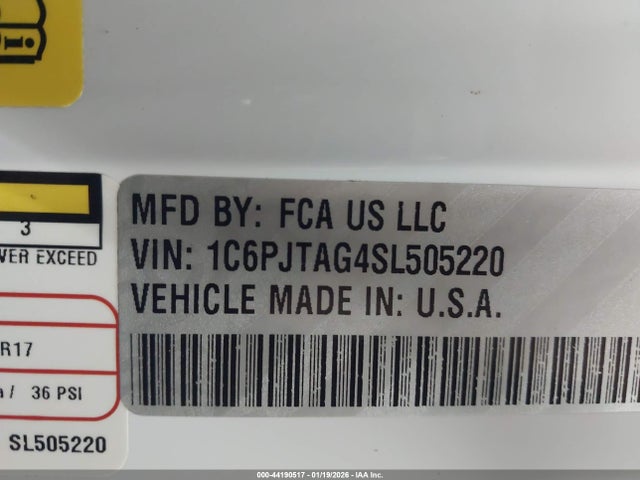 MFD BY: FCA US LLC
VIN: 1C6PJTAG4SL505220
VEHICLE MADE IN: U.S.A.
3
VER EXCEED
R17
/ 36 PSI
SL505220
000-44190517 - 01/19/2026 - IAA Inc.